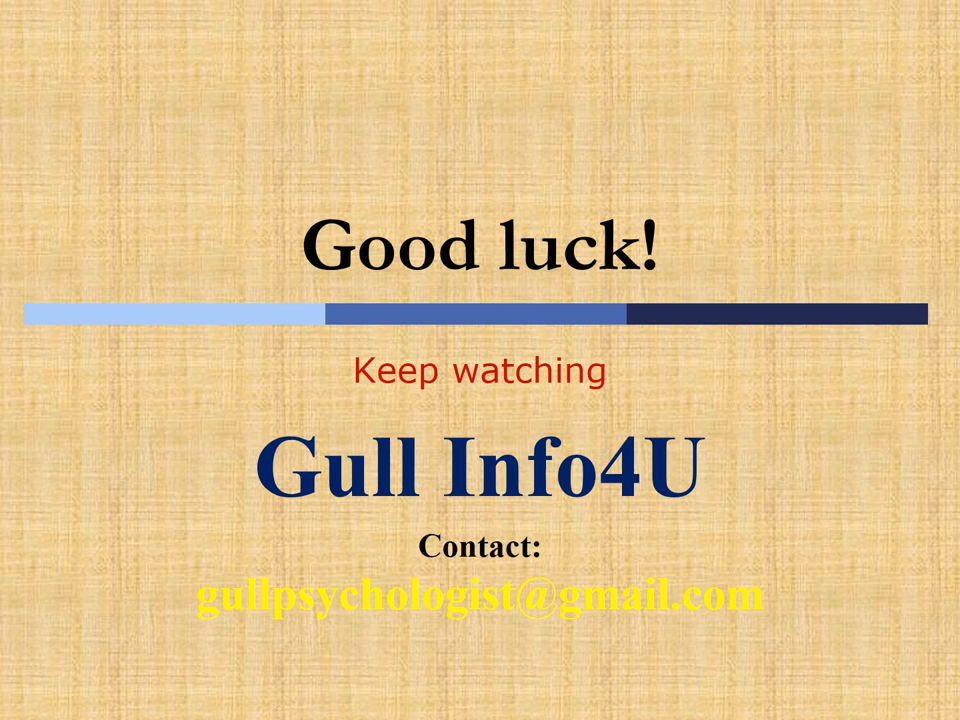 Good luck!
Keep watching
Gull Info4U
Contact:
gullpsychologist@gmail.com